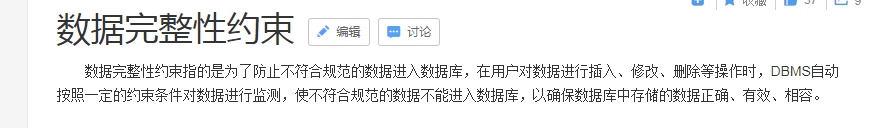 收藏 57 9
数据完整性约束 编辑 讨论
数据完整性约束指的是为了防止不符合规范的数据进入数据库，在用户对数据进行插入、修改、删除等操作时，DBMS自动
按照一定的约束条件对数据进行监测，使不符合规范的数据不能进入数据库，以确保数据库中存储的数据正确、有效、相容。